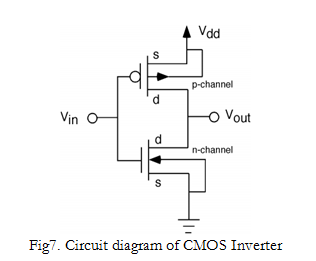 Vdd
s
p-channel
d
Vin
Vout
d
n-channel
s
Fig7. Circuit diagram of CMOS Inverter